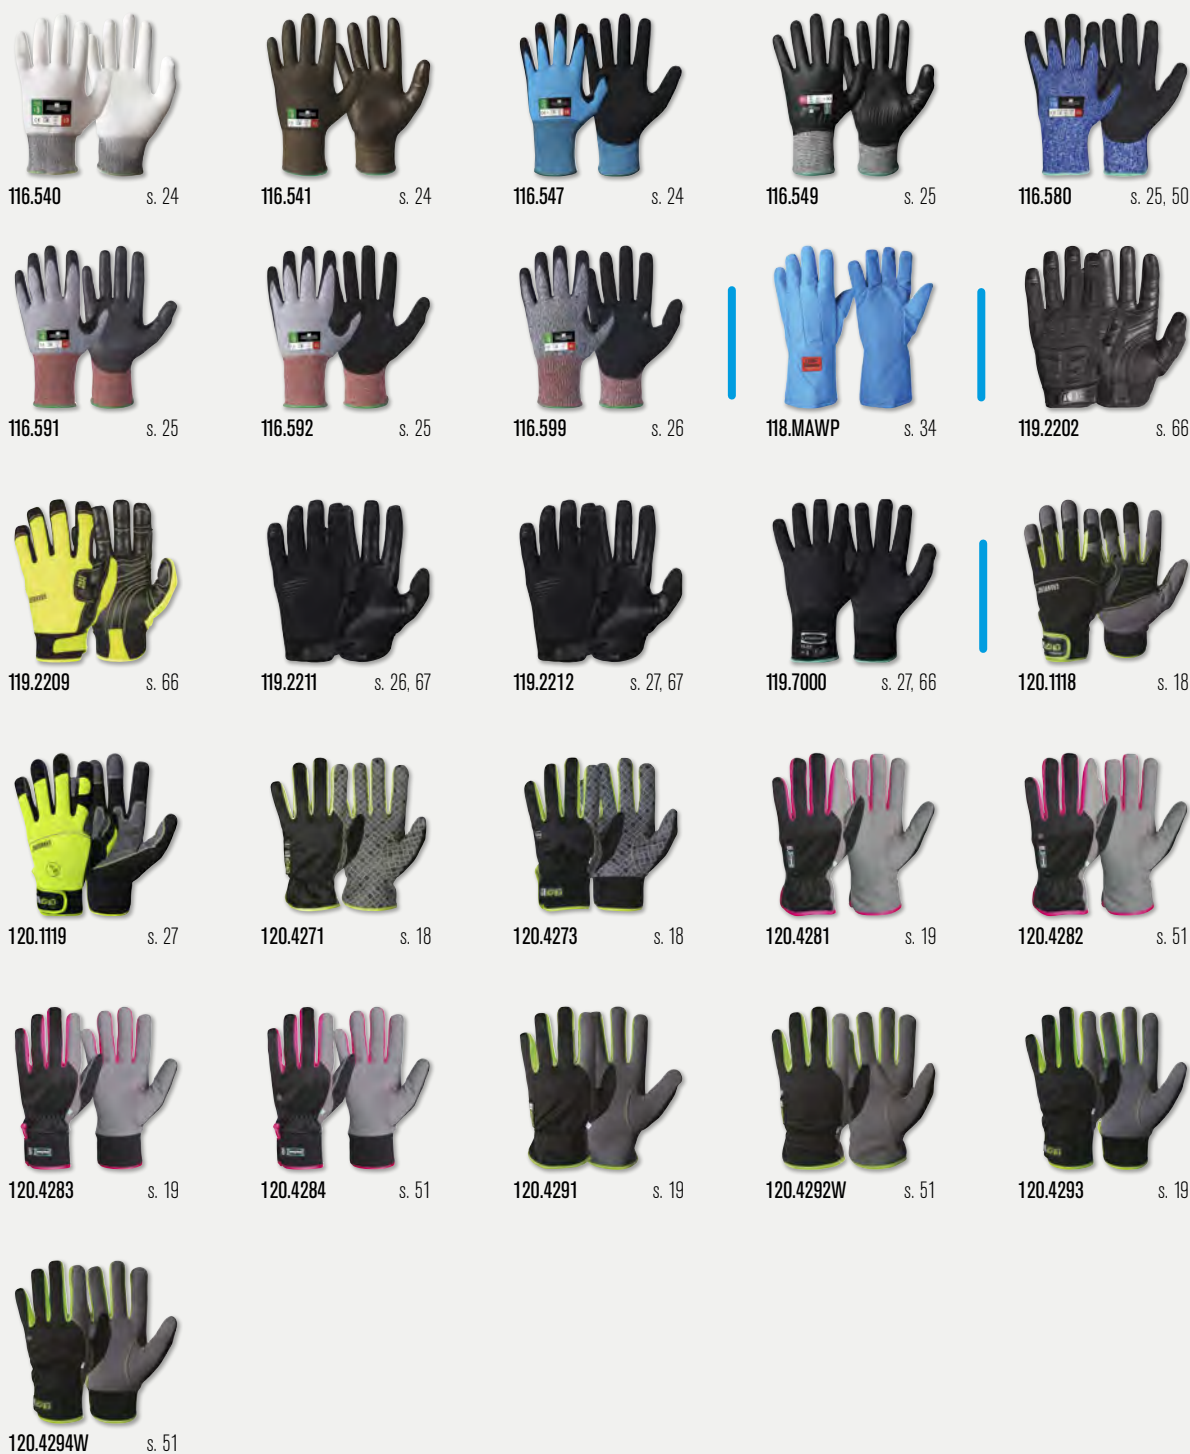 116.540 s. 24
116.541 s. 24
116.547 s. 24
116.549 s. 25
116.580 s. 25, 50
116.591 s. 25
116.592 s. 25
116.599 s. 26
118.MAWP s. 34
119.2202 s. 66
119.2209 s. 66
119.2211 s. 26, 67
119.2212 s. 27, 67
119.7000 s. 27, 66
120.1118 s. 18
120.1119 s. 27
120.4271 s. 18
120.4273 s. 18
120.4281 s. 19
120.4282 s. 51
120.4283 s. 19
120.4284 s. 51
120.4291 s. 19
120.4292W s. 51
120.4293 s. 19
120.4294W s. 51